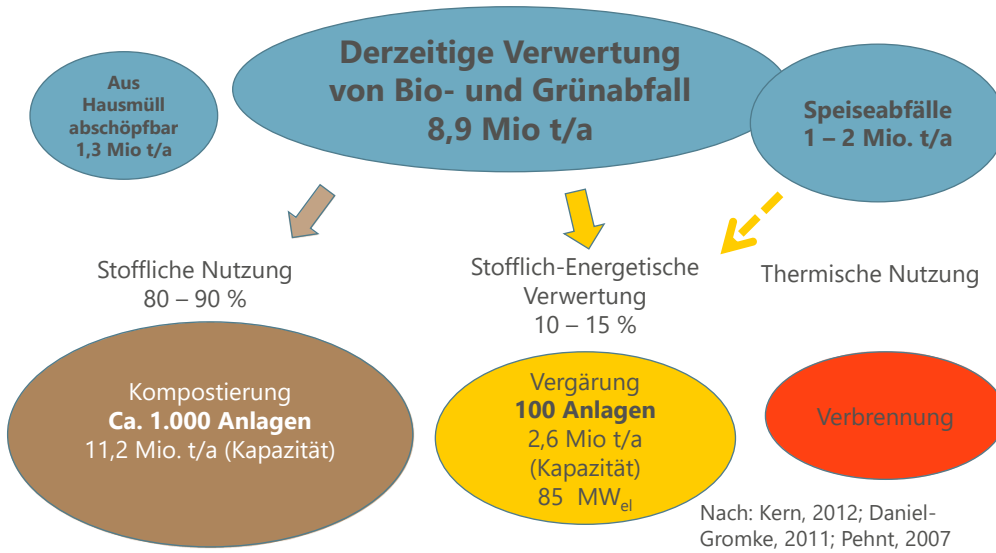 Derzeitige Verwertung
von Bio- und Grünabfall
8,9 Mio t/a
Aus
Hausmüll
abschöpfbar
1,3 Mio t/a
Speiseabfälle
1 – 2 Mio. t/a
Stoffliche Nutzung
80 – 90 %
Stofflich-Energetische
Verwertung
10 – 15 %
Thermische Nutzung
Kompostierung
Ca. 1.000 Anlagen
11,2 Mio. t/a (Kapazität)
Vergärung
100 Anlagen
2,6 Mio t/a
(Kapazität)
85 MWel
Verbrennung
Nach: Kern, 2012; Daniel-
Gromke, 2011; Pehnt, 2007